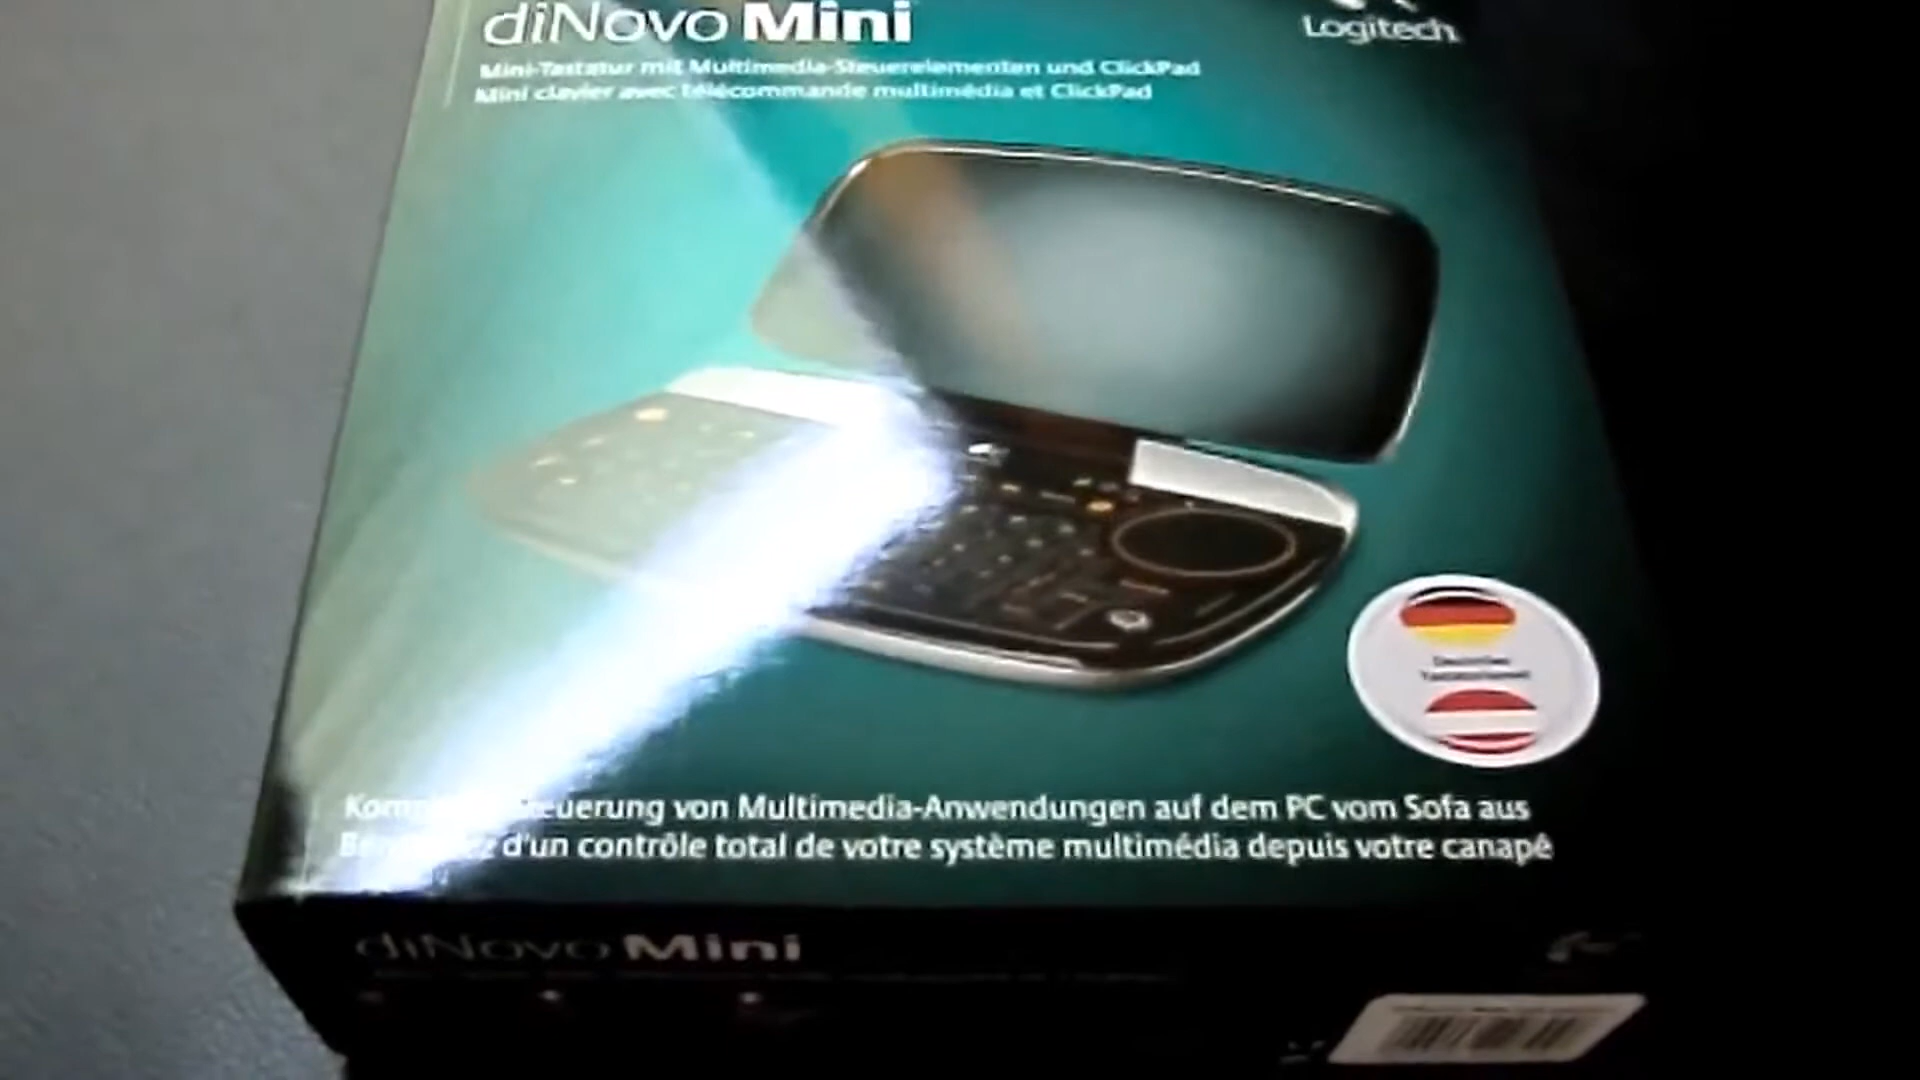 diNovo Mini
Logitech
Mini-Tastatur mit Multimedia-Steuerelementen und ClickPad
Mini clavier avec télécommande multimédia et ClickPad
Steuerung von Multimedia-Anwendungen auf dem PC vom Sofa aus
d'un contrôle total de votre système multimédia depuis votre canapé
diNovo Mini